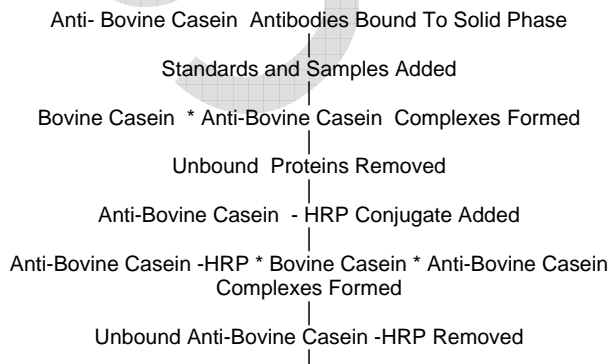 Anti- Bovine Casein Antibodies Bound To Solid Phase
Standards and Samples Added
Bovine Casein * Anti-Bovine Casein Complexes Formed
Unbound Proteins Removed
Anti-Bovine Casein - HRP Conjugate Added
Anti-Bovine Casein -HRP * Bovine Casein * Anti-Bovine Casein
Complexes Formed
Unbound Anti-Bovine Casein -HRP Removed